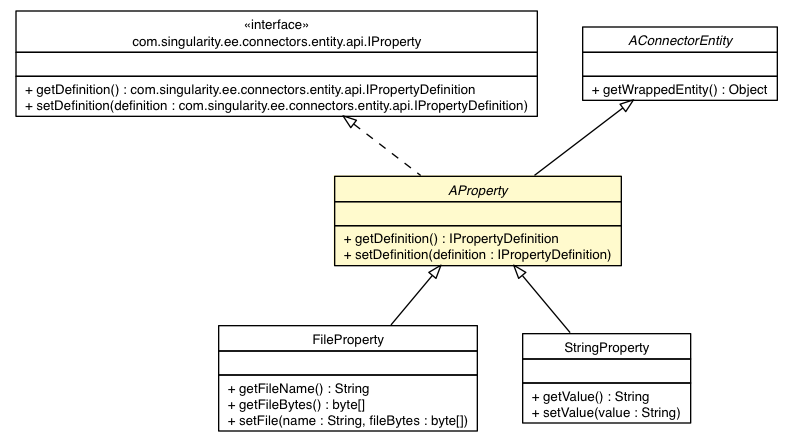 «interface»
com.singularity.ee.connectors.entity.api.IProperty
+ getDefinition() : com.singularity.ee.connectors.entity.api.IPropertyDefinition
+ setDefinition(definition : com.singularity.ee.connectors.entity.api.IPropertyDefinition)
AConnectorEntity
+ getWrappedEntity() : Object
AProperty
+ getDefinition() : IPropertyDefinition
+ setDefinition(definition : IPropertyDefinition)
FileProperty
+ getFileName() : String
+ getFileBytes() : byte[]
+ setFile(name : String, fileBytes : byte[])
StringProperty
+ getValue() : String
+ setValue(value : String)